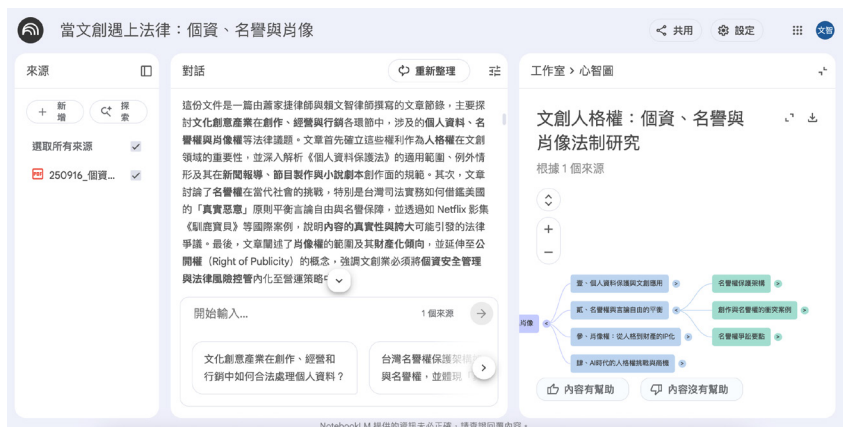 當文創遇上法律：個資、名譽與肖像
共用
設定
文智
來源
新增
探索
選取所有來源
PDF
250916_個資...
對話
重新整理
這份文件是一篇由蕭家捷律師與賴文智律師撰寫的文章節錄，主要探
討文化創意產業在創作、經營與行銷各環節中，涉及的個人資料、名
譽權與肖像權等法律議題。文章首先確立這些權利作為人格權在文創
領域的重要性，並深入解析《個人資料保護法》的適用範圍、例外情
形及其在新聞報導、節目製作與小說劇本創作面的規範。其次，文章
討論了名譽權在當代社會的挑戰，特別是台灣司法實務如何借鑑美國
的「真實惡意」原則平衡言論自由與名譽保障，並透過如 Netflix 影集
《馴鹿寶貝》等國際案例，說明內容的真實性與誇大可能引發的法律
爭議。最後，文章闡述了肖像權的範圍及其財產化傾向，並延伸至公
開權（Right of Publicity）的概念，強調文創業必須將個資安全管理
與法律風險控管內化至營運策略中
開始輸入...
1 個來源
文化創意產業在創作、經營和
行銷中如何合法處理個人資料？
台灣名譽權保護架構
與名譽權，並體現
工作室 > 心智圖
文創人格權：個資、名譽與
肖像法制研究
根據 1 個來源
肖像
壹、個人資料保護與文創應用
貳、名譽權與言論自由的平衡
參、肖像權：從人格到財產的IP化
肆、AI時代的人格權挑戰與商機
名譽權保護架構
創作與名譽權的衝突案例
名譽權爭訟要點
內容有幫助
內容沒有幫助
NotebookLM 提供的資訊未必正確，請查證回覆內容。